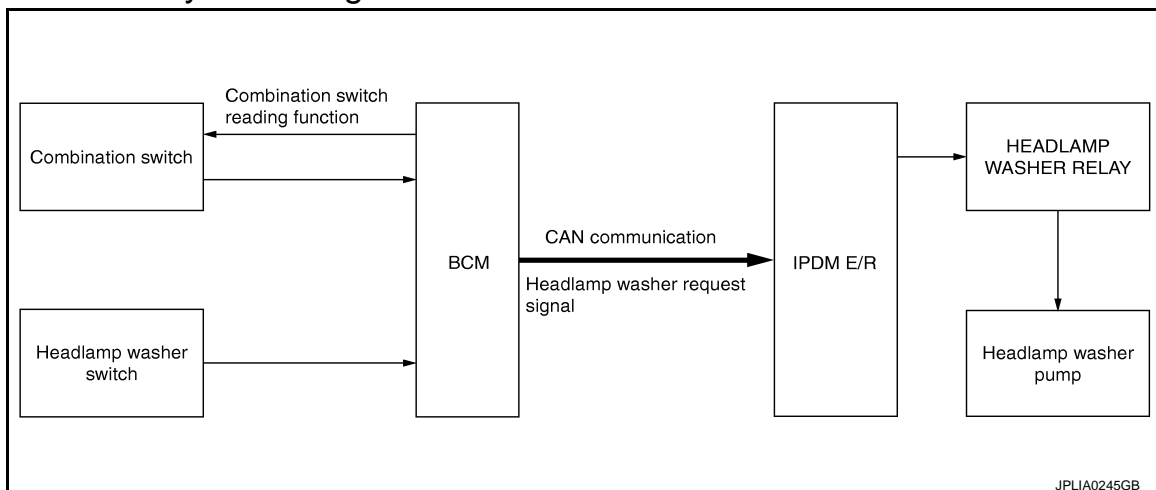 Combination switch
reading function
Combination switch
BCM
CAN communication
Headlamp washer request
signal
IPDM E/R
HEADLAMP
WASHER RELAY
Headlamp washer
switch
Headlamp washer
pump
JPLIA0245GB